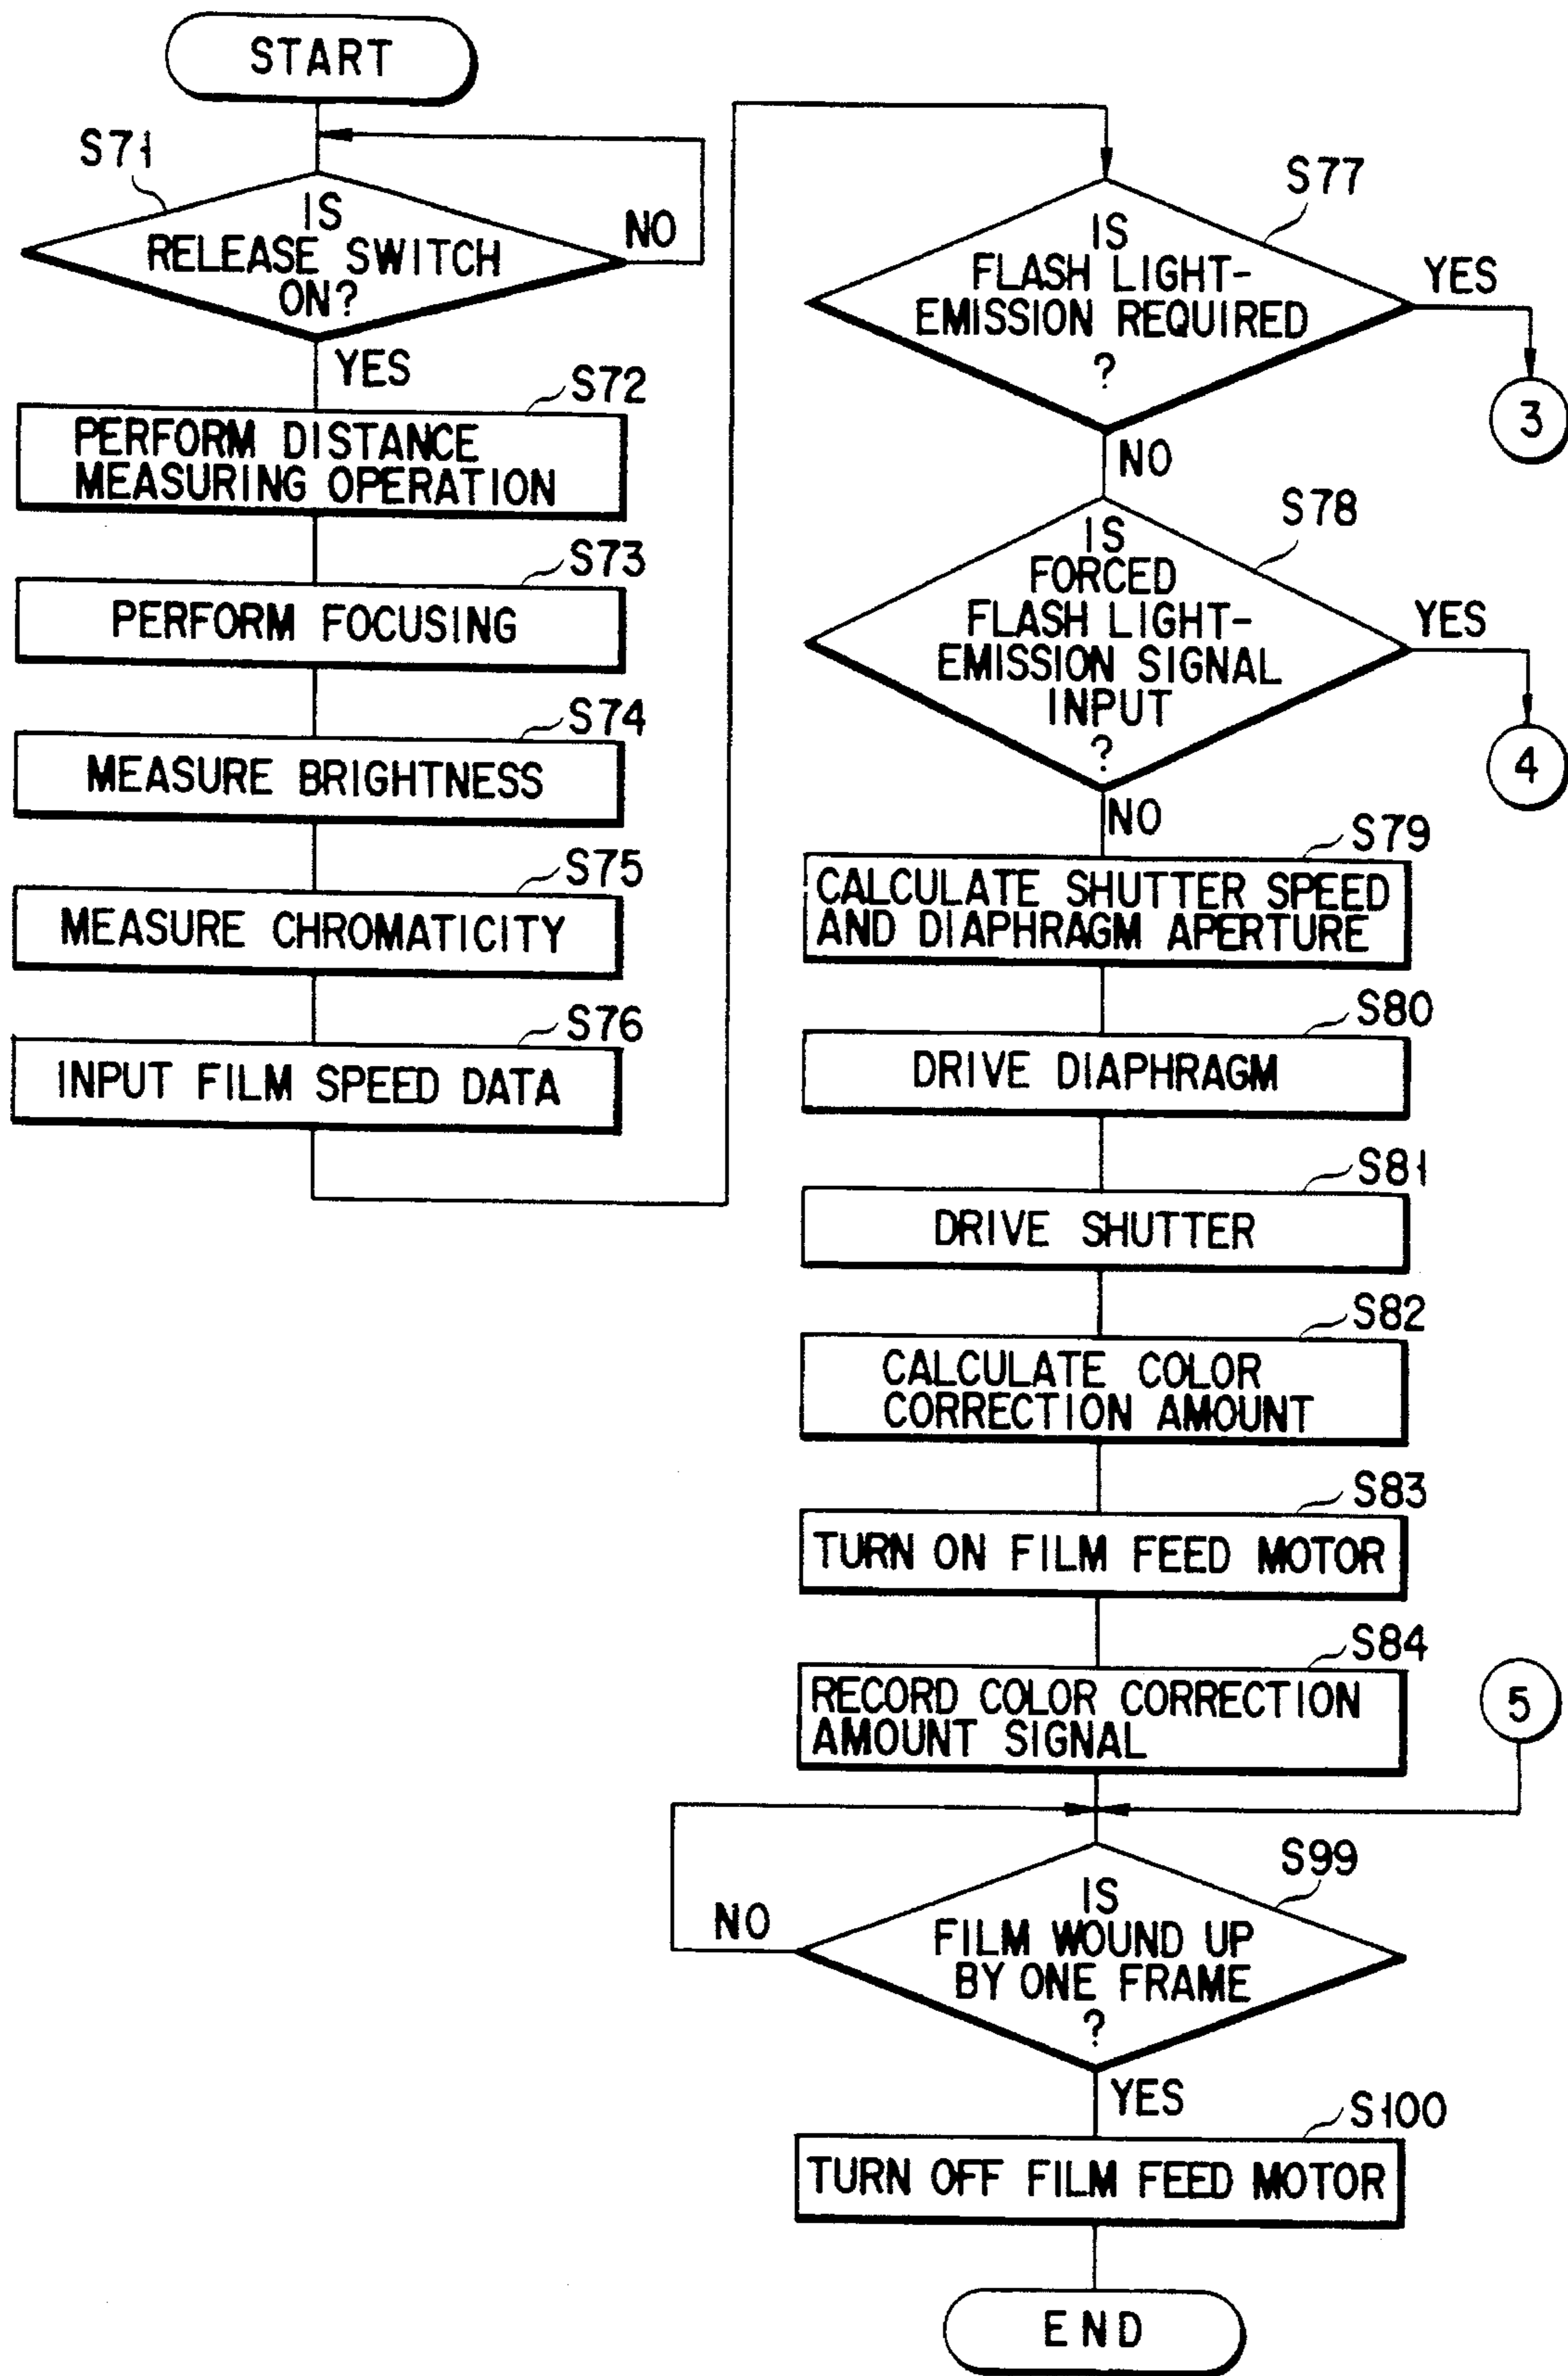 START
S71
IS
RELEASE SWITCH
ON?
NO
YES
S72
PERFORM DISTANCE
MEASURING OPERATION
S73
PERFORM FOCUSING
S74
MEASURE BRIGHTNESS
S75
MEASURE CHROMATICITY
S76
INPUT FILM SPEED DATA
S77
IS
FLASH LIGHT-
EMISSION REQUIRED
?
YES
3
NO
S78
IS
FORCED
FLASH LIGHT-
EMISSION SIGNAL
INPUT
?
YES
4
NO
S79
CALCULATE SHUTTER SPEED
AND DIAPHRAGM APERTURE
S80
DRIVE DIAPHRAGM
S81
DRIVE SHUTTER
S82
CALCULATE COLOR
CORRECTION AMOUNT
S83
TURN ON FILM FEED MOTOR
S84
RECORD COLOR CORRECTION
AMOUNT SIGNAL
5
S99
IS
FILM WOUND UP
BY ONE FRAME
?
NO
YES
S100
TURN OFF FILM FEED MOTOR
END